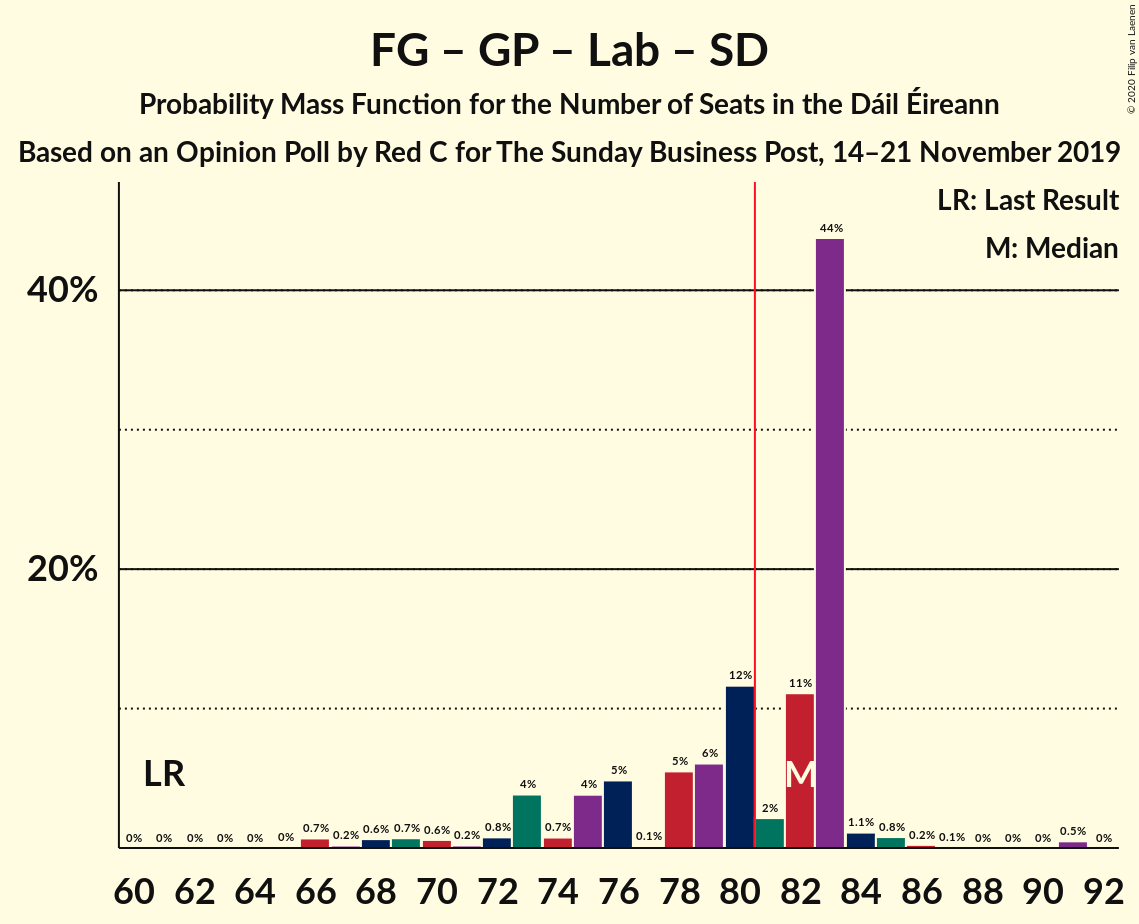 FG – GP – Lab – SD
Probability Mass Function for the Number of Seats in the Dáil Éireann
Based on an Opinion Poll by Red C for The Sunday Business Post, 14–21 November 2019
© 2020 Filip van Laenen
LR: Last Result
M: Median
40%
20%
LR
M
0% 0% 0% 0% 0% 0% 0.7% 0.2% 0.6% 0.7% 0.6% 0.2% 0.8% 4% 0.7% 4% 5% 0.1% 5% 6% 12% 2% 11% 44% 1.1% 0.8% 0.2% 0.1% 0% 0% 0% 0.5% 0%
60 62 64 66 68 70 72 74 76 78 80 82 84 86 88 90 92